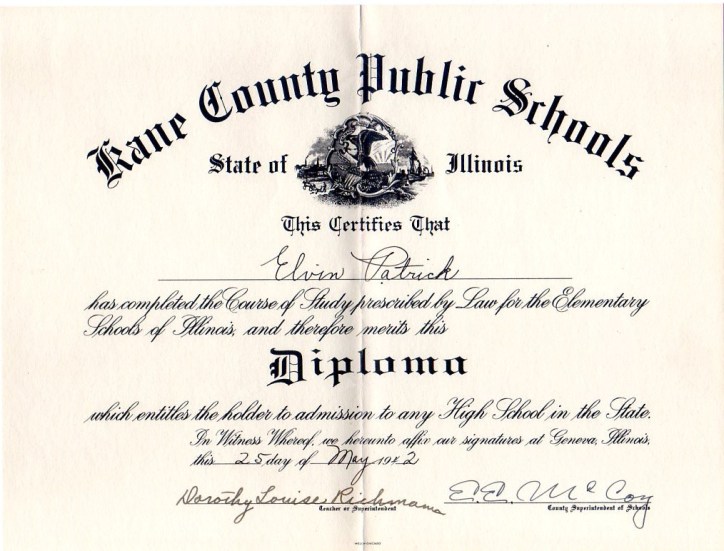 Kane County Public Schools
State of Illinois
This Certifies That
Elvin Patrick
has completed the Course of Study prescribed by Law for the Elementary
Schools of Illinois, and therefore merits this
Diploma
which entitles the holder to admission to any High School in the State.
In Witness Whereof, we hereunto affix our signatures at Geneva, Illinois,
this 25 day of May 1942
Dorothy Louise Richmann E.E. McCoy
Teacher or Superintendent County Superintendent of Schools